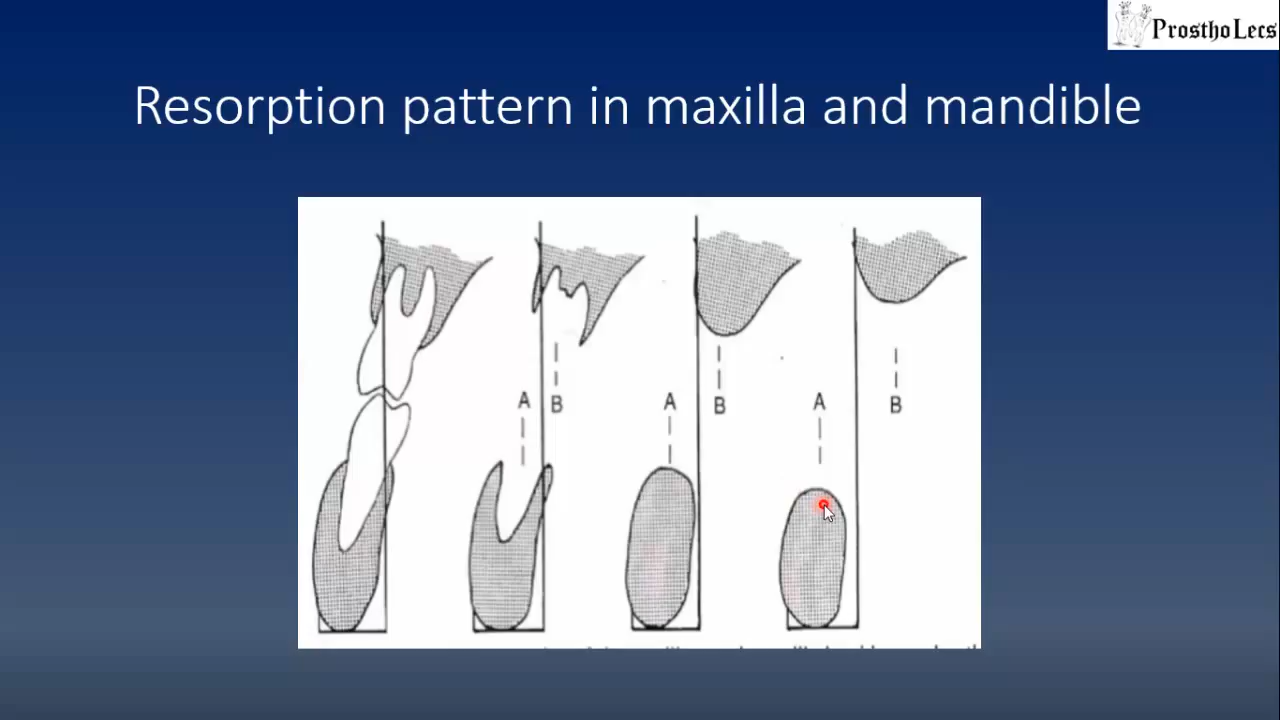 ProsthoLecs
Resorption pattern in maxilla and mandible
A B
A B
A B